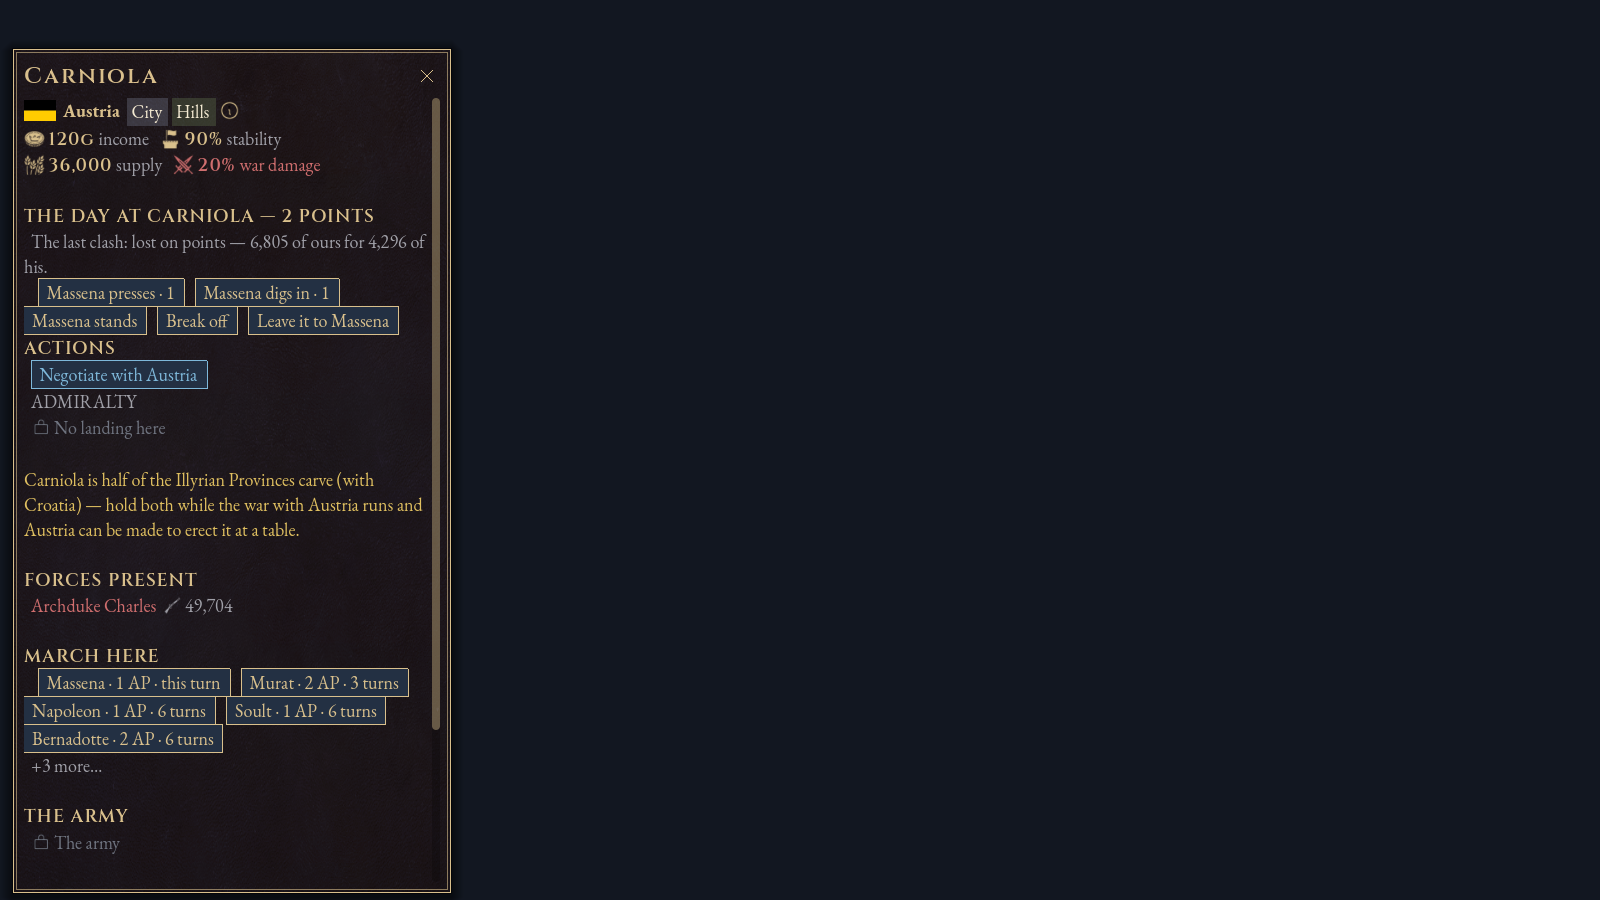 Carniola
Austria City Hills
120G income 90% stability
36,000 supply 20% war damage
THE DAY AT CARNIOLA — 2 POINTS
The last clash: lost on points — 6,805 of ours for 4,296 of
his.
Massena presses · 1 Massena digs in · 1
Massena stands Break off Leave it to Massena
ACTIONS
Negotiate with Austria
ADMIRALTY
No landing here
Carniola is half of the Illyrian Provinces carve (with
Croatia) — hold both while the war with Austria runs and
Austria can be made to erect it at a table.
FORCES PRESENT
Archduke Charles 49,704
MARCH HERE
Massena · 1 AP · this turn Murat · 2 AP · 3 turns
Napoleon · 1 AP · 6 turns Soult · 1 AP · 6 turns
Bernadotte · 2 AP · 6 turns
+3 more...
THE ARMY
The army